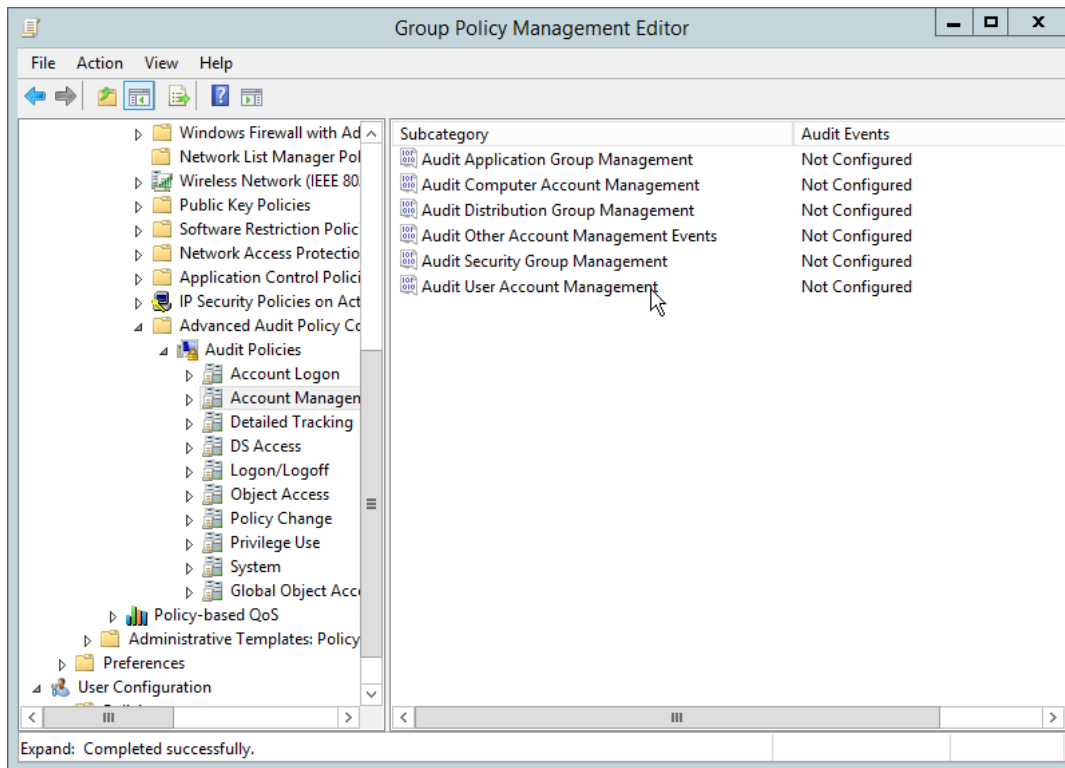 Group Policy Management Editor
File Action View Help
Windows Firewall with Ad
Network List Manager Pol
Wireless Network (IEEE 80.
Public Key Policies
Software Restriction Polic
Network Access Protectio
Application Control Polici
IP Security Policies on Act
Advanced Audit Policy Co
Audit Policies
Account Logon
Account Managen
Detailed Tracking
DS Access
Logon/Logoff
Object Access
Policy Change
Privilege Use
System
Global Object Acce
Policy-based QoS
Administrative Templates: Policy
Preferences
User Configuration
Subcategory Audit Events
Audit Application Group Management Not Configured
Audit Computer Account Management Not Configured
Audit Distribution Group Management Not Configured
Audit Other Account Management Events Not Configured
Audit Security Group Management Not Configured
Audit User Account Management Not Configured
Expand: Completed successfully.